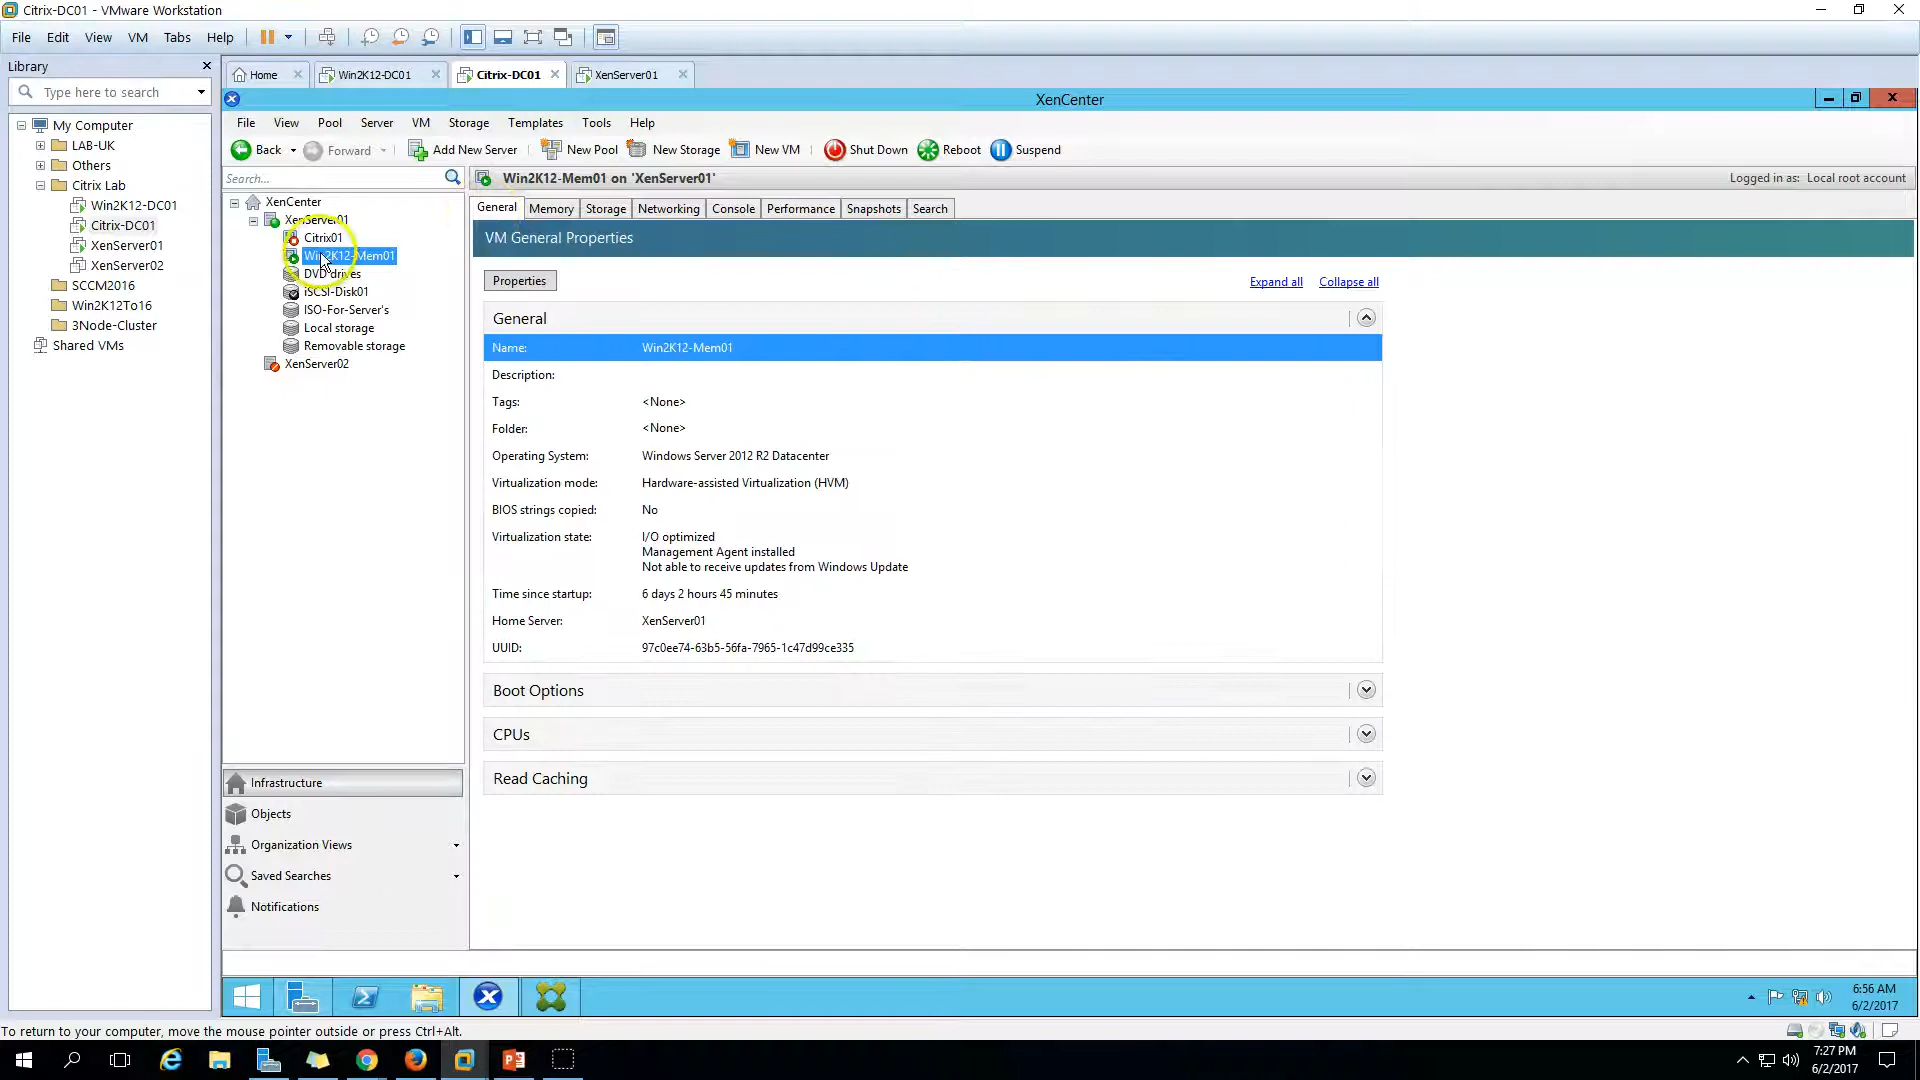 Citrix-DC01 - VMware Workstation
File Edit View VM Tabs Help
Library
Type here to search
My Computer
LAB-UK
Others
Citrix Lab
Win2K12-DC01
Citrix-DC01
XenServer01
XenServer02
SCCM2016
Win2K12To16
3Node-Cluster
Shared VMs
Home Win2K12-DC01 Citrix-DC01 XenServer01
XenCenter
File View Pool Server VM Storage Templates Tools Help
Back Forward Add New Server New Pool New Storage New VM Shut Down Reboot Suspend
Search...
XenCenter
XenServer01
Citrix01
Win2K12-Mem01
DVD drives
iSCSI-Disk01
ISO-For-Server's
Local storage
Removable storage
XenServer02
Infrastructure
Objects
Organization Views
Saved Searches
Notifications
Win2K12-Mem01 on 'XenServer01' Logged in as: Local root account
General Memory Storage Networking Console Performance Snapshots Search
VM General Properties
Properties Expand all Collapse all
General
Name: Win2K12-Mem01
Description:
Tags: <None>
Folder: <None>
Operating System: Windows Server 2012 R2 Datacenter
Virtualization mode: Hardware-assisted Virtualization (HVM)
BIOS strings copied: No
Virtualization state: I/O optimized
Management Agent installed
Not able to receive updates from Windows Update
Time since startup: 6 days 2 hours 45 minutes
Home Server: XenServer01
UUID: 97c0ee74-63b5-56fa-7965-1c47d99ce335
Boot Options
CPUs
Read Caching
6:56 AM
6/2/2017
To return to your computer, move the mouse pointer outside or press Ctrl+Alt.
7:27 PM
6/2/2017